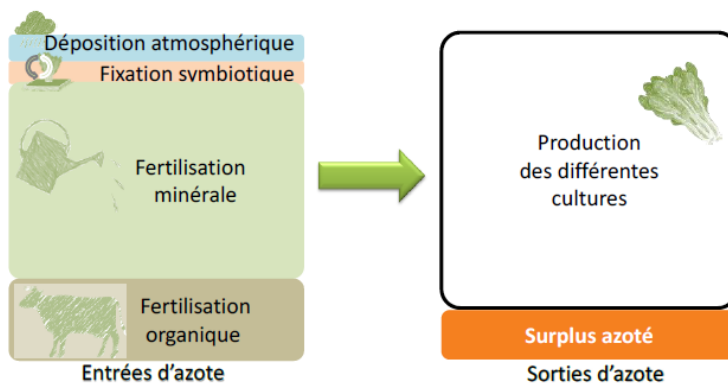 Déposition atmosphérique
Fixation symbiotique
Fertilisation
minérale
Fertilisation
organique
Entrées d'azote
Production
des différentes
cultures
Surplus azoté
Sorties d'azote